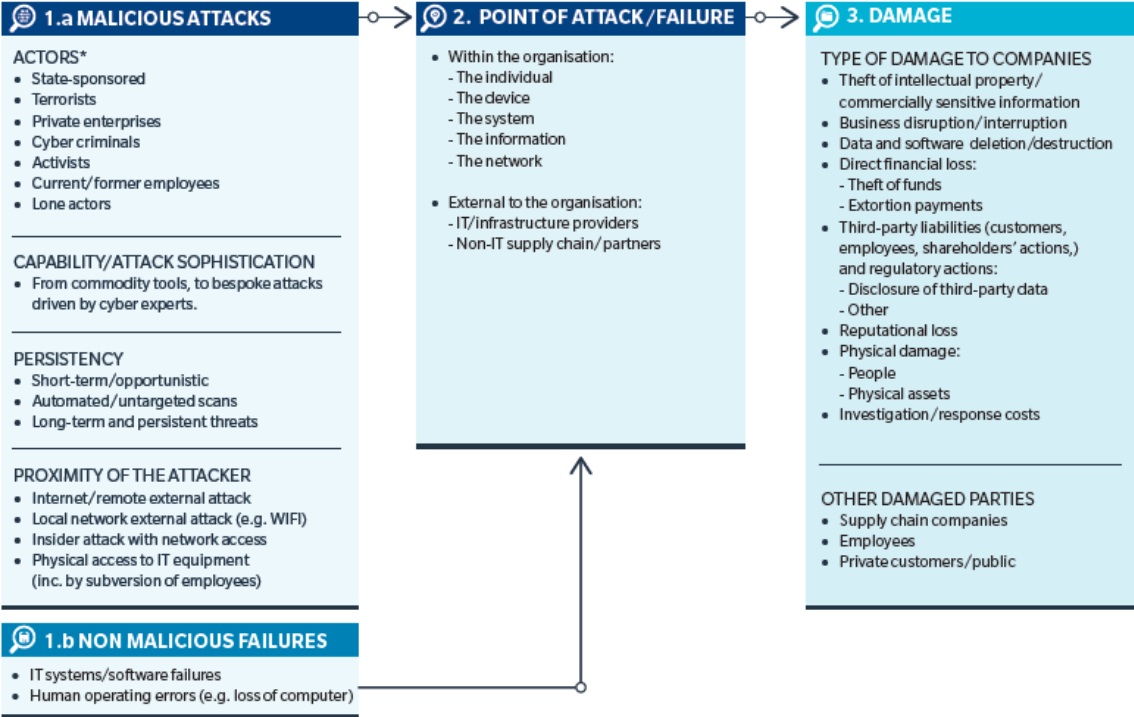 1.a MALICIOUS ATTACKS
ACTORS*
• State-sponsored
• Terrorists
• Private enterprises
• Cyber criminals
• Activists
• Current/former employees
• Lone actors
CAPABILITY/ATTACK SOPHISTICATION
• From commodity tools, to bespoke attacks
driven by cyber experts.
PERSISTENCY
• Short-term/opportunistic
• Automated/untargeted scans
• Long-term and persistent threats
PROXIMITY OF THE ATTACKER
• Internet/remote external attack
• Local network external attack (e.g. WIFI)
• Insider attack with network access
• Physical access to IT equipment
(inc. by subversion of employees)
1.b NON MALICIOUS FAILURES
• IT systems/software failures
• Human operating errors (e.g. loss of computer)
2. POINT OF ATTACK/FAILURE
• Within the organisation:
- The individual
- The device
- The system
- The information
- The network
• External to the organisation:
- IT/infrastructure providers
- Non-IT supply chain/partners
3. DAMAGE
TYPE OF DAMAGE TO COMPANIES
• Theft of intellectual property/
commercially sensitive information
• Business disruption/interruption
• Data and software deletion/destruction
• Direct financial loss:
- Theft of funds
- Extortion payments
• Third-party liabilities (customers,
employees, shareholders' actions,)
and regulatory actions:
- Disclosure of third-party data
- Other
• Reputational loss
• Physical damage:
- People
- Physical assets
• Investigation/response costs
OTHER DAMAGED PARTIES
• Supply chain companies
• Employees
• Private customers/public